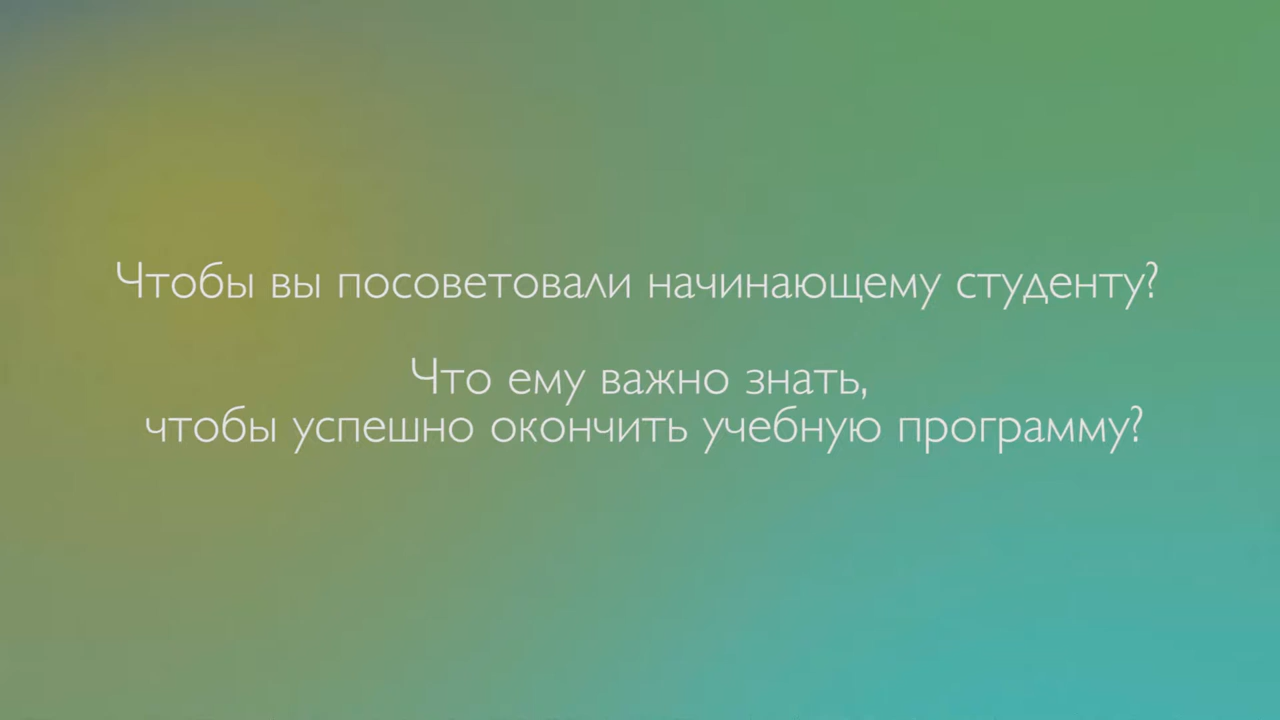 Чтобы вы посоветовали начинающему студенту?
Что ему важно знать,
чтобы успешно окончить учебную программу?